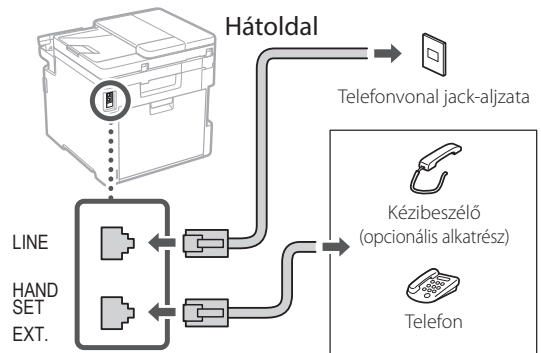 Hátoldal
Telefonvonal jack-aljzata
Kézibeszélő
(opcionális alkatrész)
Telefon
LINE
HAND
SET
EXT.